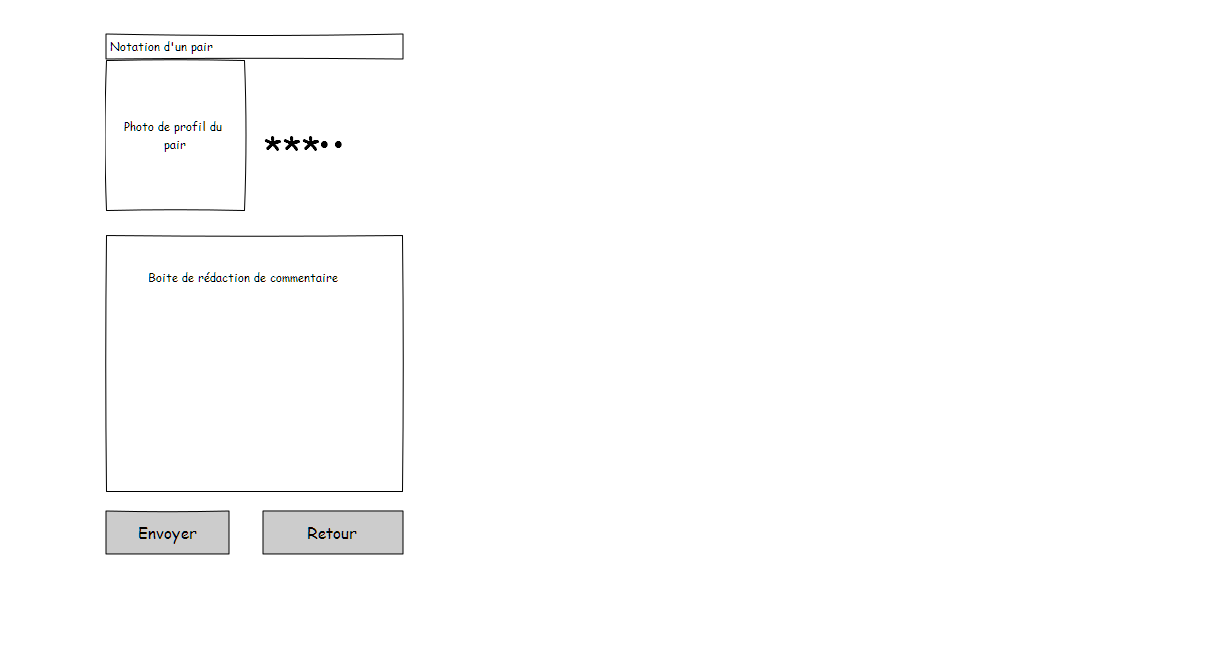 Notation d'un pair
Photo de profil du
pair
***••
Boite de rédaction de commentaire
Envoyer
Retour